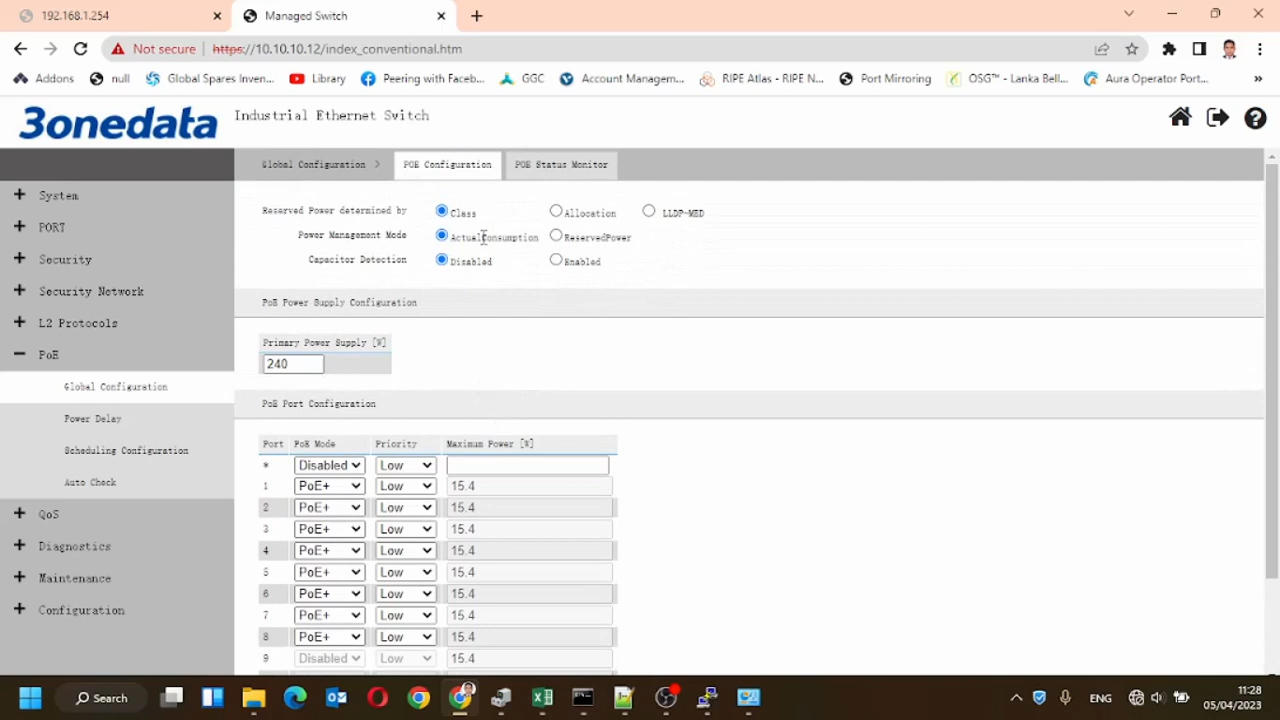 192.168.1.254
Managed Switch
Not secure https://10.10.10.12/index_conventional.htm
Addons null Global Spares Inven... Library Peering with Faceb... GGC Account Managem... RIPE Atlas - RIPE N... Port Mirroring OSG™ - Lanka Bell... Aura Operator Port... »
3onedata Industrial Ethernet Switch
Global Configuration > POE Configuration POE Status Monitor
System
PORT
Security
Security Network
L2 Protocols
PoE
Global Configuration
Power Delay
Scheduling Configuration
Auto Check
QoS
Diagnostics
Maintenance
Configuration
Reserved Power determined by Class Allocation LLDP-MED
Power Management Mode ActualConsumption ReservedPower
Capacitor Detection Disabled Enabled
PoE Power Supply Configuration
Primary Power Supply [W]
240
PoE Port Configuration
Port PoE Mode Priority Maximum Power [W]
* Disabled Low
1 PoE+ Low 15.4
2 PoE+ Low 15.4
3 PoE+ Low 15.4
4 PoE+ Low 15.4
5 PoE+ Low 15.4
6 PoE+ Low 15.4
7 PoE+ Low 15.4
8 PoE+ Low 15.4
9 Disabled Low 15.4
Search
ENG
11:28
05/04/2023